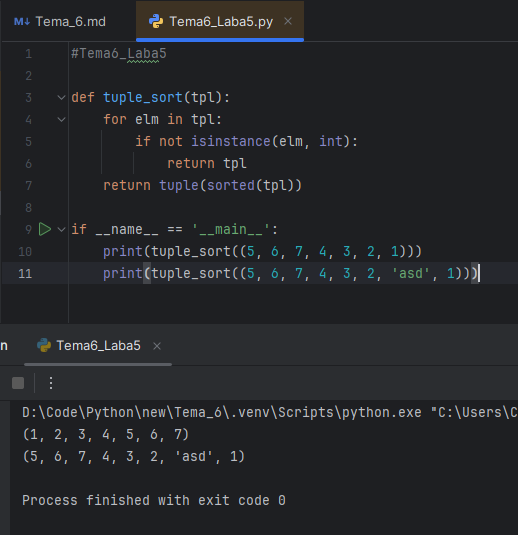 M↓ Tema_6.md
Tema6_Laba5.py ×
1 #Tema6_Laba5
2
3 def tuple_sort(tpl):
4 for elm in tpl:
5 if not isinstance(elm, int):
6 return tpl
7 return tuple(sorted(tpl))
8
9 if __name__ == '__main__':
10 print(tuple_sort((5, 6, 7, 4, 3, 2, 1)))
11 print(tuple_sort((5, 6, 7, 4, 3, 2, 'asd', 1)))
n Tema6_Laba5 ×
D:\Code\Python\new\Tema_6\.venv\Scripts\python.exe "C:\Users\C
(1, 2, 3, 4, 5, 6, 7)
(5, 6, 7, 4, 3, 2, 'asd', 1)
Process finished with exit code 0